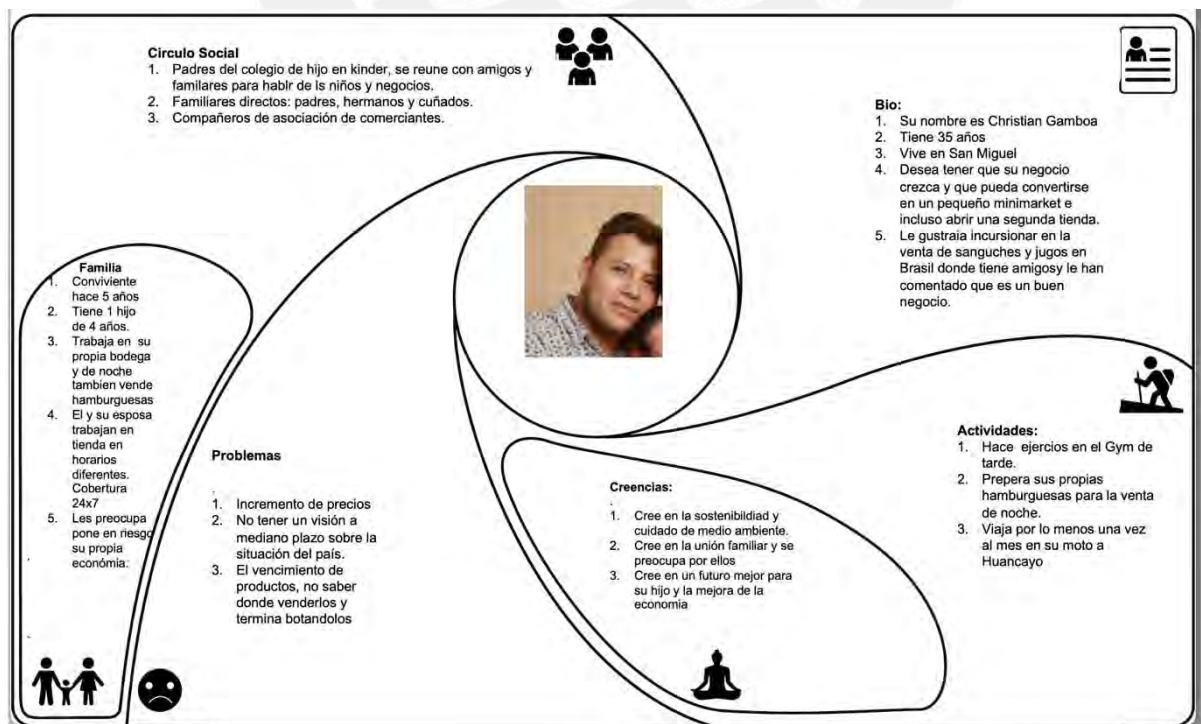 Circulo Social
1. Padres del colegio de hijo en kinder, se reune con amigos y
familares para hablr de ls niños y negocios.
2. Familiares directos: padres, hermanos y cuñados.
3. Compañeros de asociación de comerciantes.
Bio:
1. Su nombre es Christian Gamboa
2. Tiene 35 años
3. Vive en San Miguel
4. Desea tener que su negocio
crezca y que pueda convertirse
en un pequeño minimarket e
incluso abrir una segunda tienda.
5. Le gustraia incursionar en la
venta de sanguches y jugos en
Brasil donde tiene amigosy le han
comentado que es un buen
negocio.
Familia
1. Conviviente
hace 5 años
2. Tiene 1 hijo
de 4 años.
3. Trabaja en su
propia bodega
y de noche
tambien vende
hamburguesas
4. El y su esposa
trabajan en
tienda en
horarios
diferentes.
Cobertura
24x7
5. Les preocupa
pone en riesgo
su propia
económia.
Problemas
1. Incremento de precios
2. No tener un visión a
mediano plazo sobre la
situación del país.
3. El vencimiento de
productos, no saber
donde venderlos y
termina botandolos
Creencias:
1. Cree en la sostenibildiad y
cuidado de medio ambiente.
2. Cree en la unión familiar y se
preocupa por ellos
3. Cree en un futuro mejor para
su hijo y la mejora de la
economia
Actividades:
1. Hace ejercios en el Gym de
tarde.
2. Prepera sus propias
hamburguesas para la venta
de noche.
3. Viaja por lo menos una vez
al mes en su moto a
Huancayo